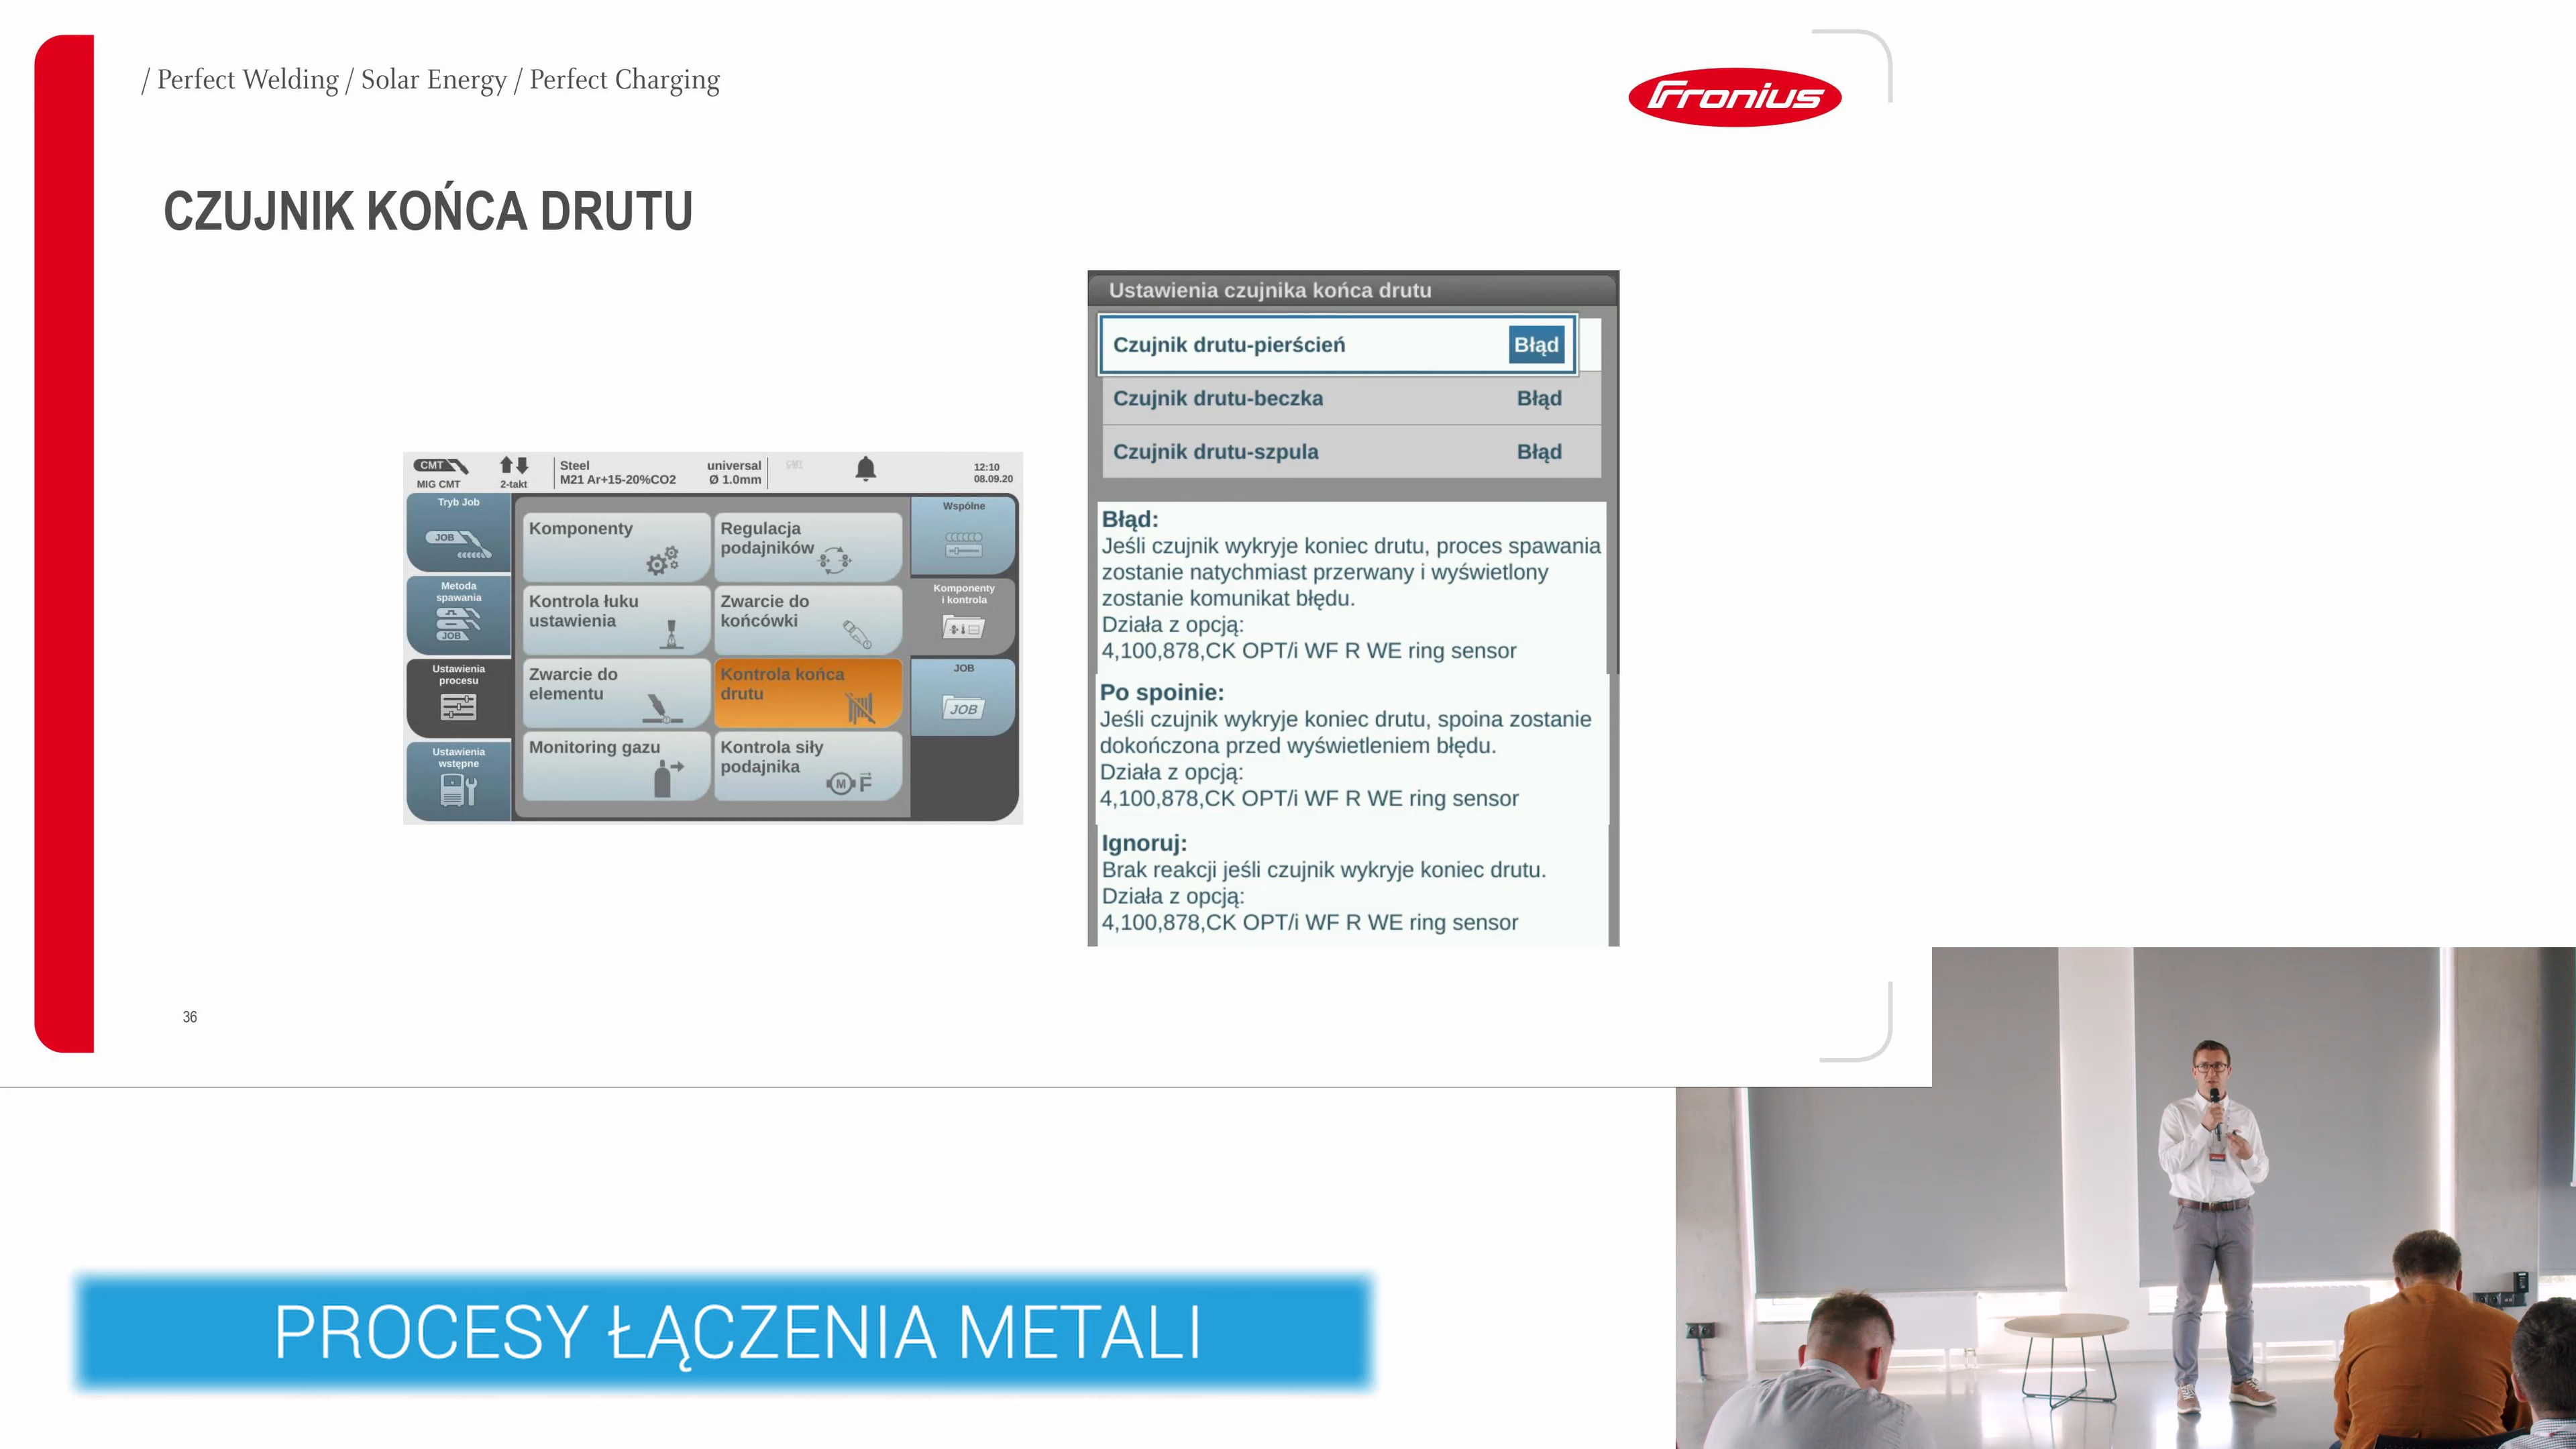 / Perfect Welding / Solar Energy / Perfect Charging
Fronius
CZUJNIK KOŃCA DRUTU
CMT
MIG CMT
2-takt
Steel
M21 Ar+15-20%CO2
universal
Ø 1.0mm
12:10
08.09.20
Tryb Job
JOB
Metoda
spawania
JOB
Ustawienia
procesu
Ustawienia
wstępne
Komponenty
Regulacja
podajników
Kontrola łuku
ustawienia
Zwarcie do
końcówki
Zwarcie do
elementu
Kontrola końca
drutu
Monitoring gazu
Kontrola siły
podajnika
M F
Wspólne
Komponenty
i kontrola
JOB
JOB
Ustawienia czujnika końca drutu
Czujnik drutu-pierścień Błąd
Czujnik drutu-beczka Błąd
Czujnik drutu-szpula Błąd
Błąd:
Jeśli czujnik wykryje koniec drutu, proces spawania
zostanie natychmiast przerwany i wyświetlony
zostanie komunikat błędu.
Działa z opcją:
4,100,878,CK OPT/i WF R WE ring sensor
Po spoinie:
Jeśli czujnik wykryje koniec drutu, spoina zostanie
dokończona przed wyświetleniem błędu.
Działa z opcją:
4,100,878,CK OPT/i WF R WE ring sensor
Ignoruj:
Brak reakcji jeśli czujnik wykryje koniec drutu.
Działa z opcją:
4,100,878,CK OPT/i WF R WE ring sensor
36
PROCESY ŁĄCZENIA METALI